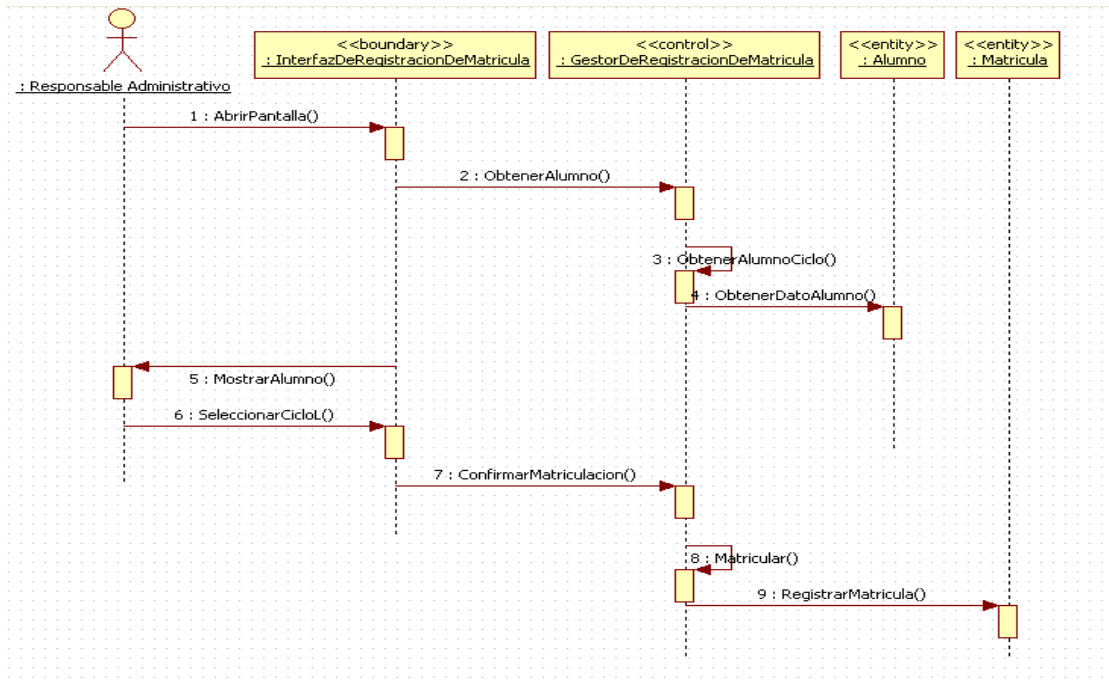 <<boundary>>
: InterfazDeRegistracionDeMatricula
<<control>>
: GestorDeRegistracionDeMatricula
<<entity>>
: Alumno
<<entity>>
: Matricula
: Responsable Administrativo
1 : AbrirPantalla()
2 : ObtenerAlumno()
3 : ObtenerAlumnoCiclo()
4 : ObtenerDatoAlumno()
5 : MostrarAlumno()
6 : SeleccionarCicloL()
7 : ConfirmarMatriculacion()
8 : Matricular()
9 : RegistrarMatricula()